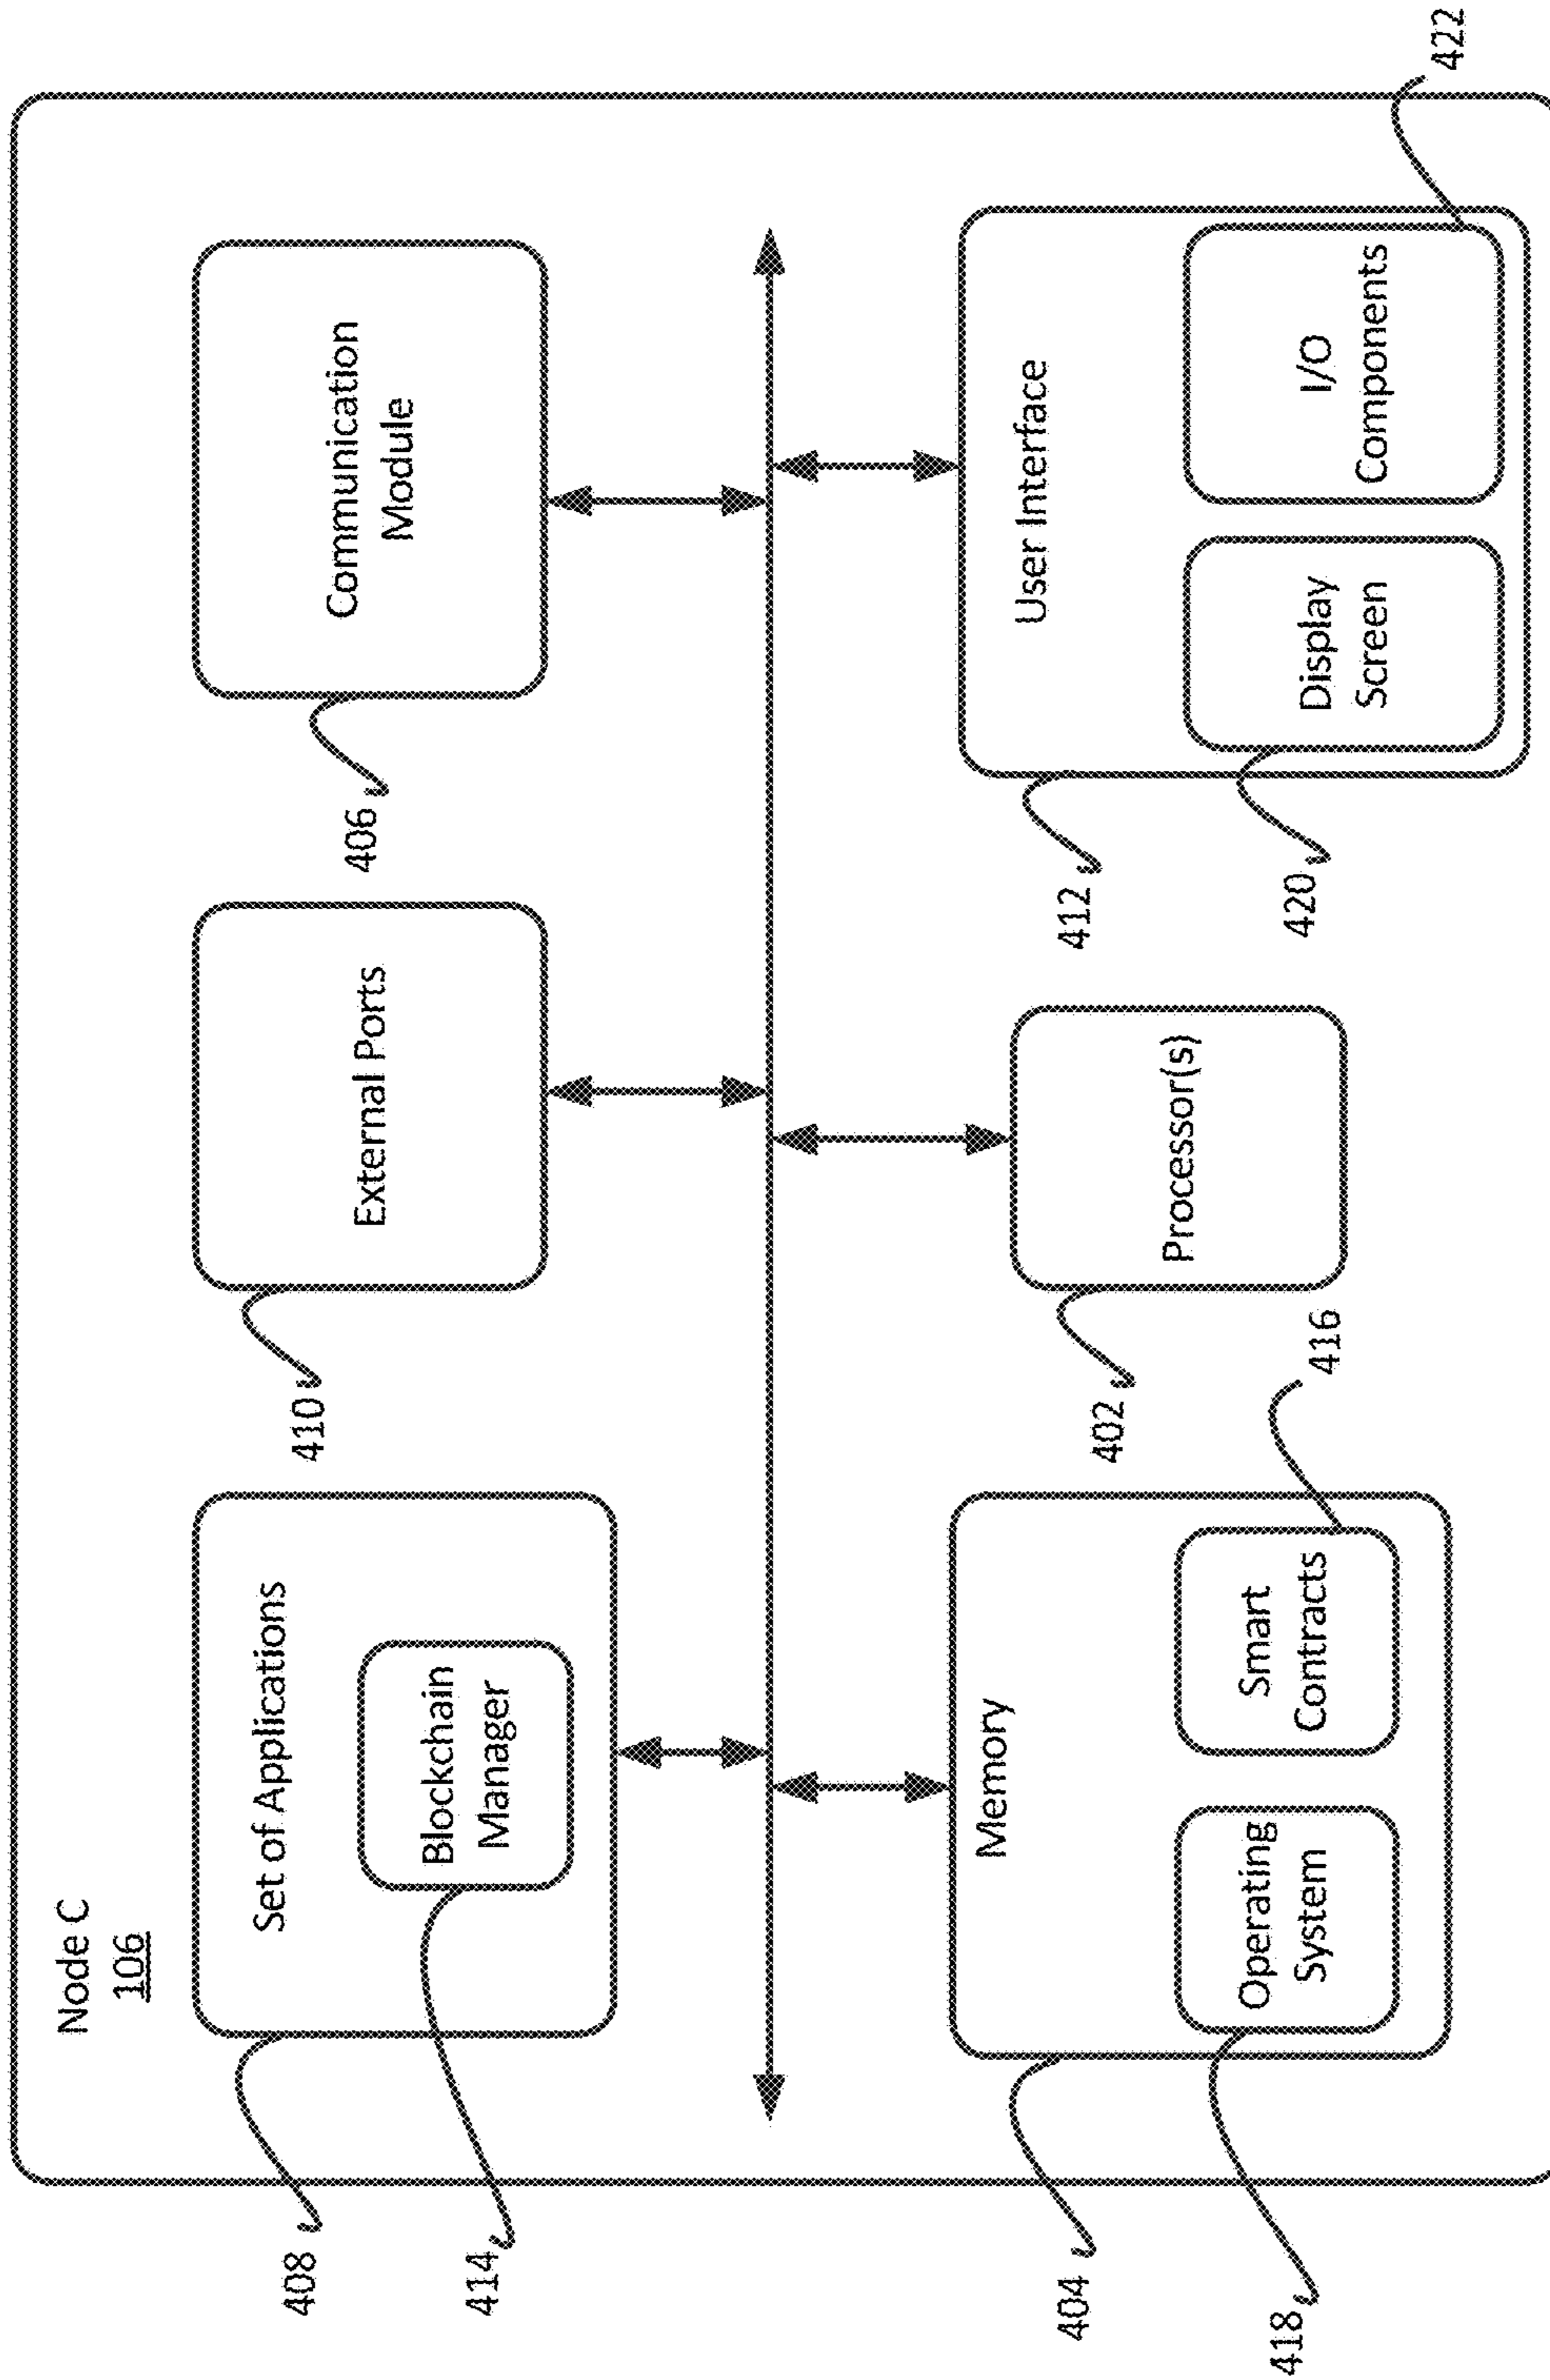 Node C
106
Set of Applications
Blockchain
Manager
408
414
External Ports
410
Communication
Module
406
Memory
Operating
System
Smart
Contracts
404
418
416
Processor(s)
402
User Interface
Display
Screen
I/O
Components
412
420
422